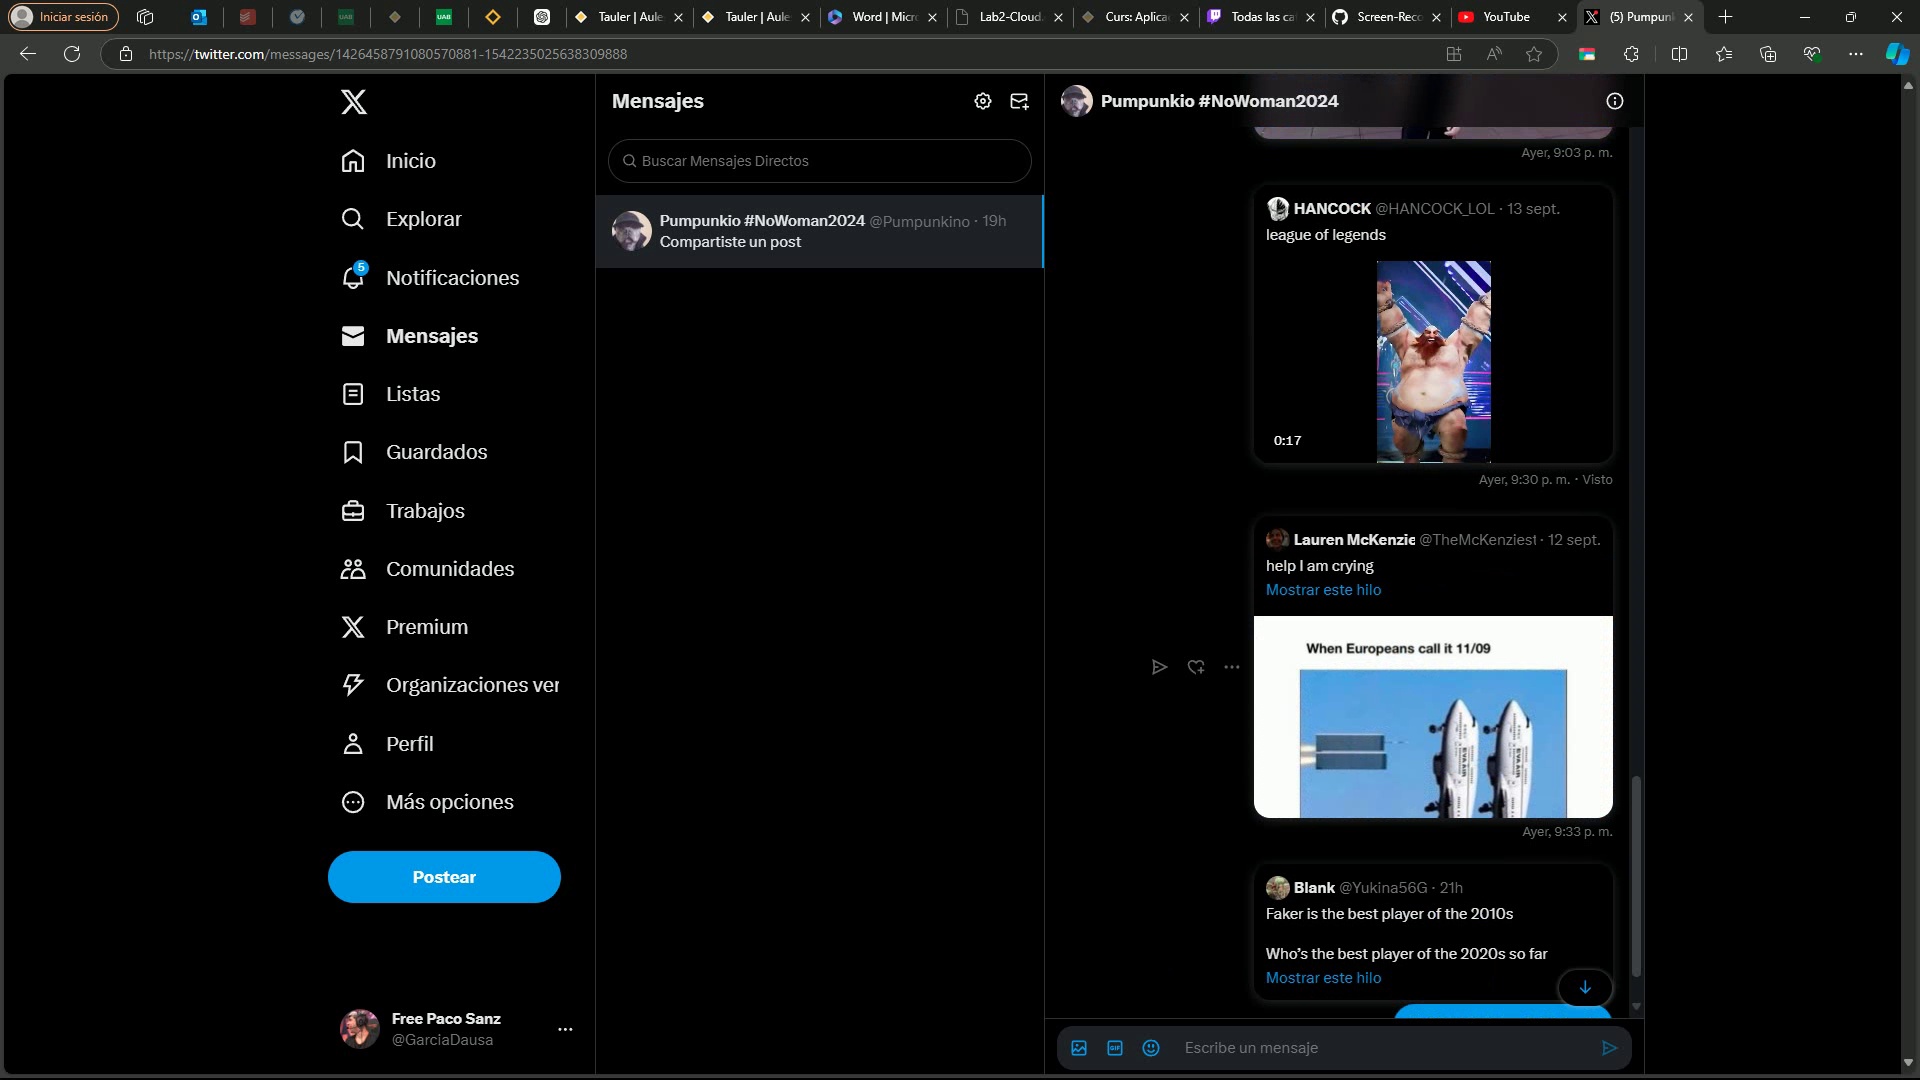 Iniciar sesión
Tauler | Aule
Tauler | Aule
Word | Micr
Lab2-Cloud.
Curs: Aplica
Todas las ca
Screen-Reco
YouTube
(5) Pumpunk
https://twitter.com/messages/1426458791080570881-1542235025638309888
Inicio
Explorar
5
Notificaciones
Mensajes
Listas
Guardados
Trabajos
Comunidades
Premium
Organizaciones ver
Perfil
Más opciones
Postear
Free Paco Sanz
@GarciaDausa
Mensajes
Buscar Mensajes Directos
Pumpunkio #NoWoman2024 @Pumpunkino · 19h
Compartiste un post
Pumpunkio #NoWoman2024
Ayer, 9:03 p. m.
HANCOCK @HANCOCK_LOL · 13 sept.
league of legends
0:17
Ayer, 9:30 p. m. · Visto
Lauren McKenzie @TheMcKenziest · 12 sept.
help I am crying
Mostrar este hilo
When Europeans call it 11/09
EVA AIR
EVA AIR
Ayer, 9:33 p. m.
Blank @Yukina56G · 21h
Faker is the best player of the 2010s
Who's the best player of the 2020s so far
Mostrar este hilo
GIF
Escribe un mensaje